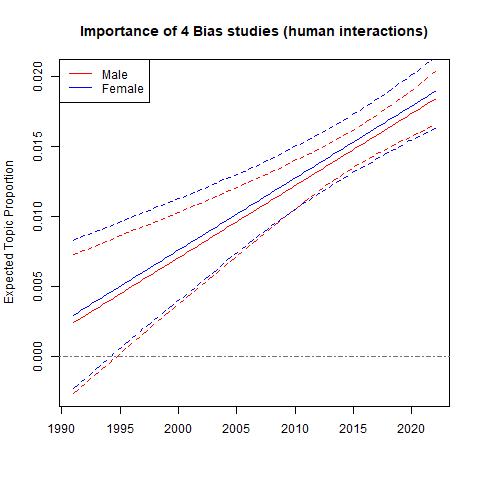 Importance of 4 Bias studies (human interactions)
Male
Female
Expected Topic Proportion
0.020
0.015
0.010
0.005
0.000
1990 1995 2000 2005 2010 2015 2020